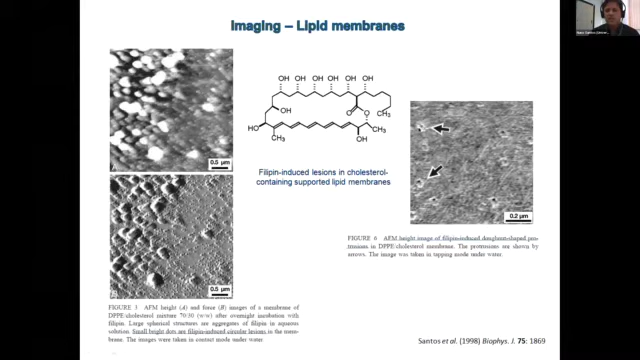 Imaging – Lipid membranes
0.5 µm
0.5 µm
OH OH OH OH OH OH
OH
O
O
CH₃
HO
CH₃
CH₃
OH
Filipin-induced lesions in cholesterol-
containing supported lipid membranes
0.2 µm
FIGURE 6 AFM height image of filipin-induced doughnut-shaped pro-
trusions in DPPE/cholesterol membrane. The protrusions are shown by
arrows. The image was taken in tapping mode under water.
FIGURE 3 AFM height (A) and force (B) images of a membrane of
DPPE/cholesterol mixture 70/30 (w/w) after overnight incubation with
filipin. Large spherical structures are aggregates of filipin in aqueous
solution. Small bright dots are filipin-induced circular lesions in the mem-
brane. The images were taken in contact mode under water.
Santos et al. (1998) Biophys. J. 75: 1869